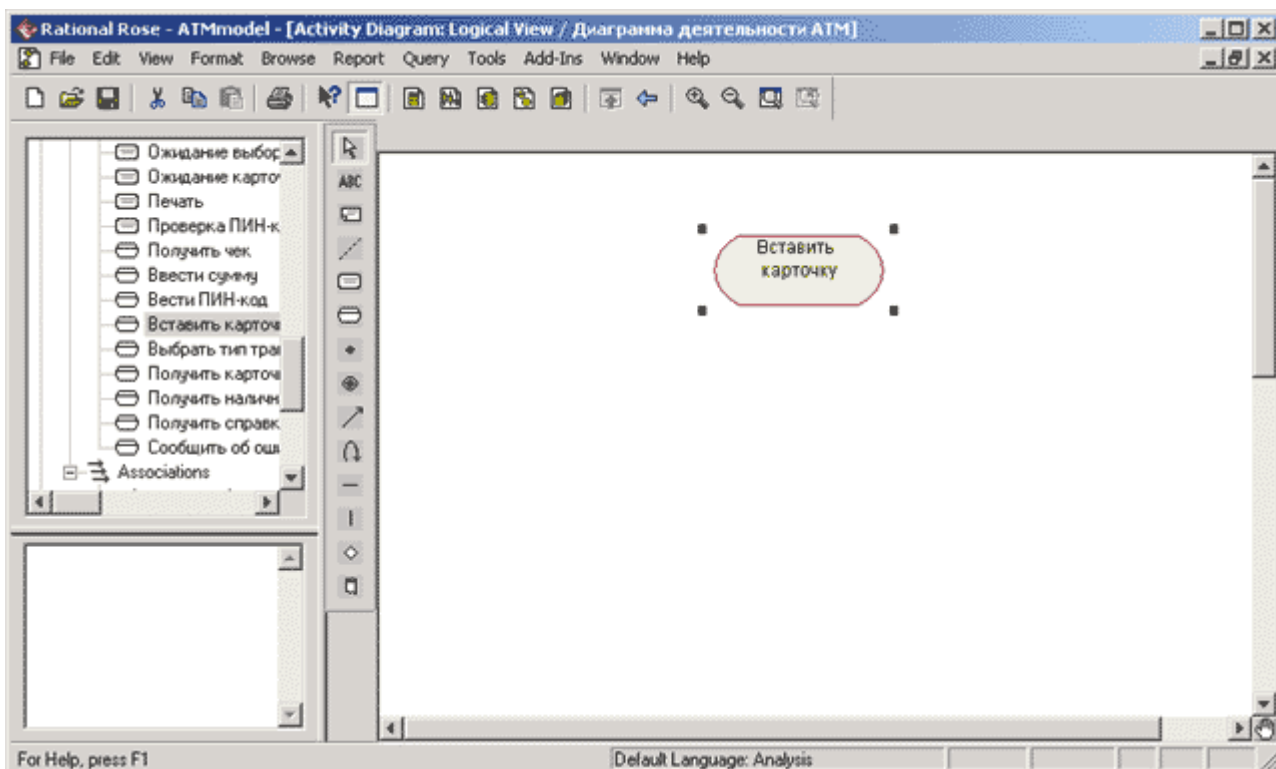 Rational Rose - ATMmodel - [Activity Diagram: Logical View / Диаграмма деятельности ATM]
File Edit View Format Browse Report Query Tools Add-Ins Window Help
Ожидание выбор
Ожидание карто
Печать
Проверка ПИН-к
Получить чек
Ввести сумму
Вести ПИН-код
Вставить карточ
Выбрать тип тра
Получить карточ
Получить наличн
Получить справк
Сообщить об ош
Associations
ABC
Вставить
карточку
For Help, press F1
Default Language: Analysis